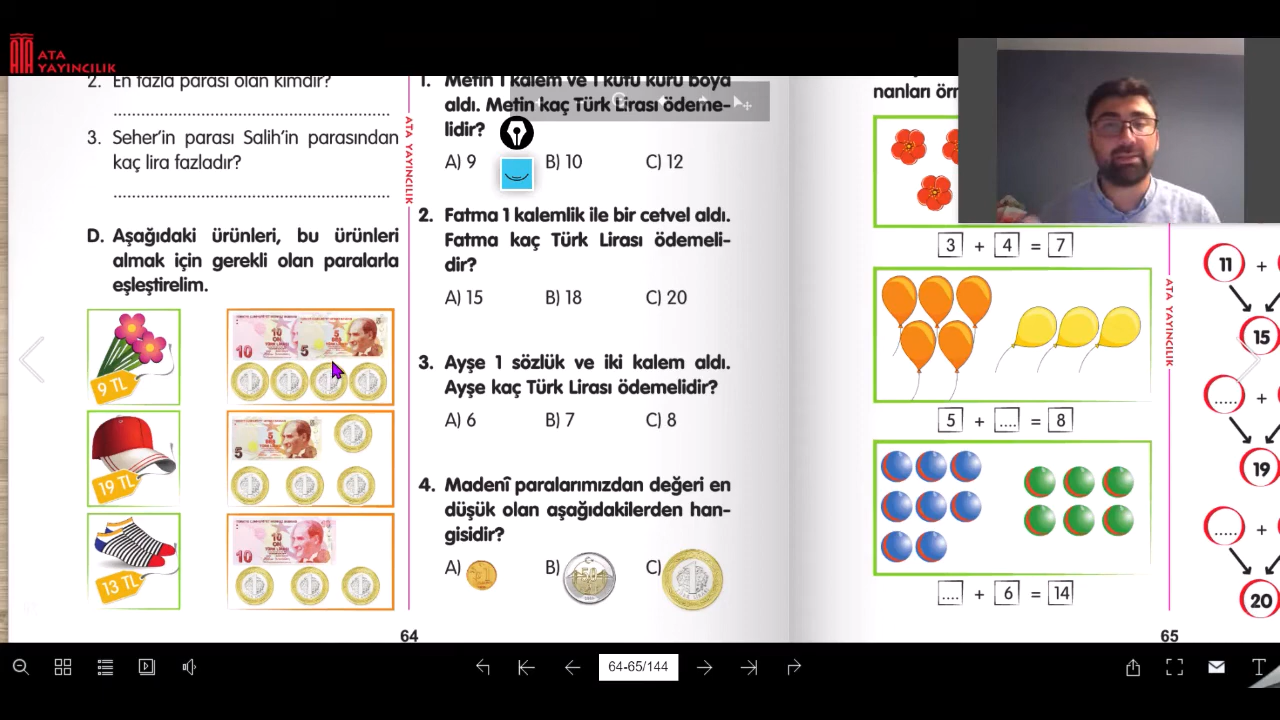 ATA
YAYINCILIK
2. En fazla parası olan kimdir?
3. Seher'in parası Salih'in parasından
kaç lira fazladır?
D. Aşağıdaki ürünleri, bu ürünleri
almak için gerekli olan paralarla
eşleştirelim.
9 TL
19 TL
13 TL
10
5
5
10
ATA YAYINCILIK
1. Metin 1 kalem ve 1 kutu kuru boya
aldı. Metin kaç Türk Lirası ödeme-
lidir?
A) 9 B) 10 C) 12
2. Fatma 1 kalemlik ile bir cetvel aldı.
Fatma kaç Türk Lirası ödemeli-
dir?
A) 15 B) 18 C) 20
3. Ayşe 1 sözlük ve iki kalem aldı.
Ayşe kaç Türk Lirası ödemelidir?
A) 6 B) 7 C) 8
4. Madenî paralarımızdan değeri en
düşük olan aşağıdakilerden han-
gisidir?
A) B) C)
64
nanları örn
3 + 4 = 7
5 + .... = 8
.... + 6 = 14
ATA YAYINCILIK
11 +
15
..... +
19
..... +
20
65
64-65/144